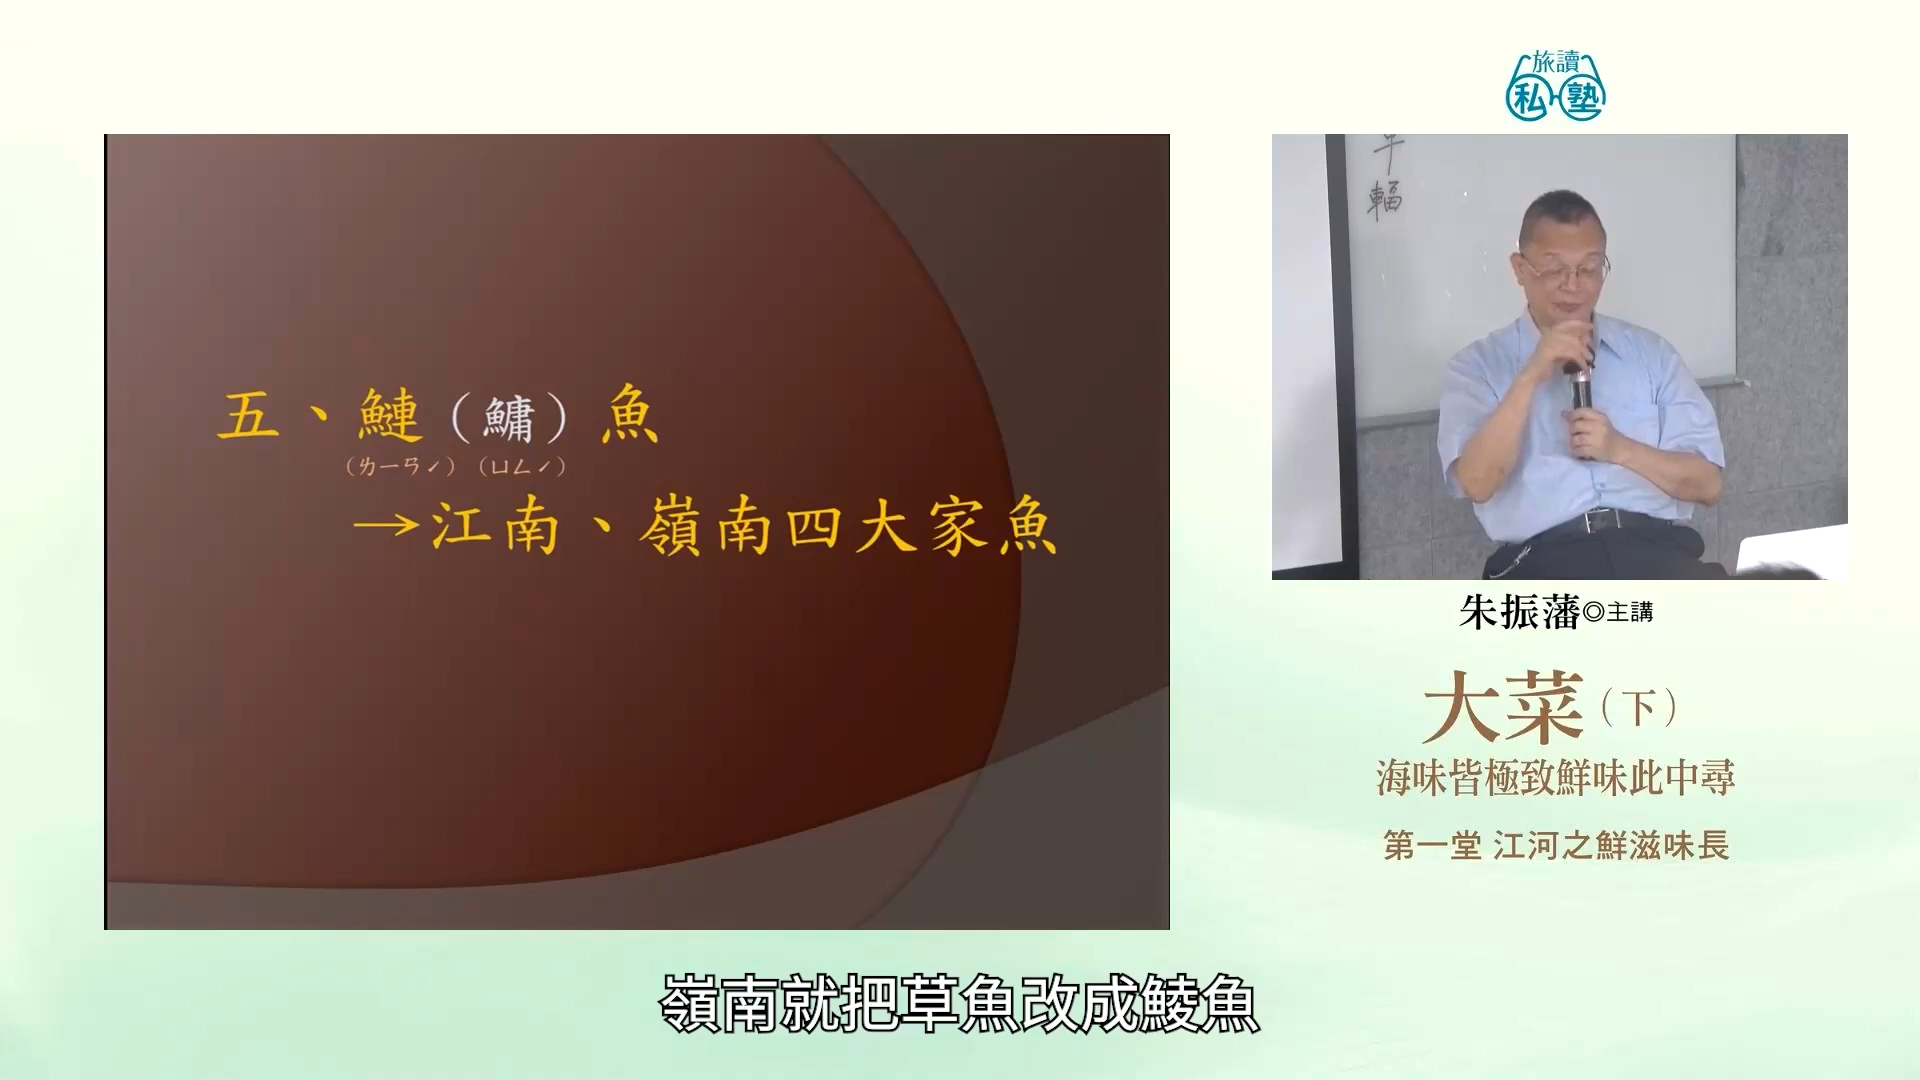 旅讀
私塾
五、鰱（鱅）魚
（ㄌㄧㄢˊ）（ㄩㄥˊ）
→江南、嶺南四大家魚
輻
朱振藩◎主講
大菜（下）
海味皆極致鮮味此中尋
第一堂 江河之鮮滋味長
嶺南就把草魚改成鯪魚